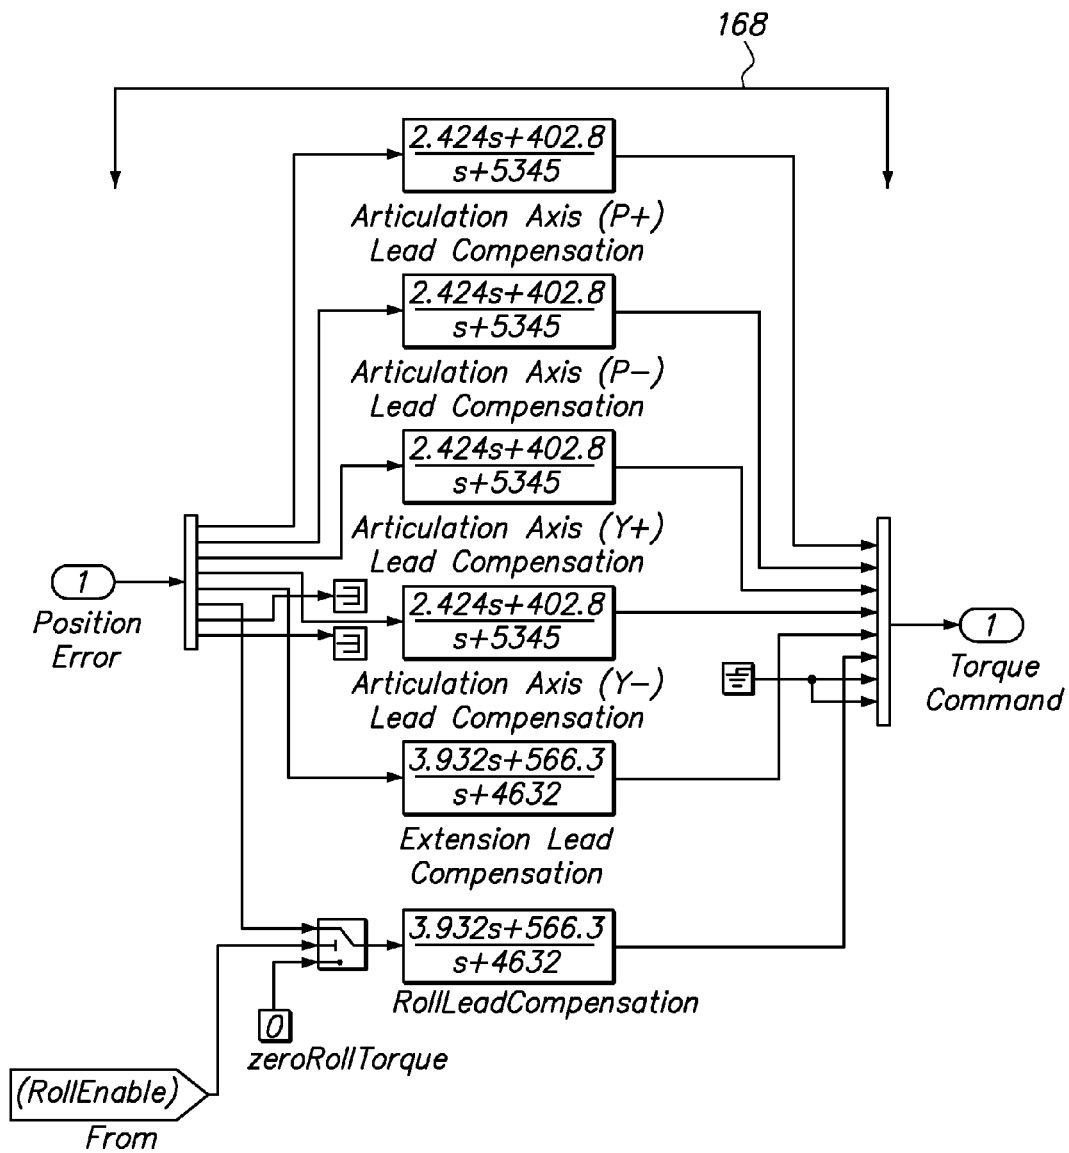 168
2.424s+402.8
s+5345
Articulation Axis (P+)
Lead Compensation
2.424s+402.8
s+5345
Articulation Axis (P−)
Lead Compensation
2.424s+402.8
s+5345
Articulation Axis (Y+)
Lead Compensation
1
Position
Error
2.424s+402.8
s+5345
Articulation Axis (Y−)
Lead Compensation
1
Torque
Command
3.932s+566.3
s+4632
Extension Lead
Compensation
3.932s+566.3
s+4632
RollLeadCompensation
0
zeroRollTorque
(RollEnable)
From